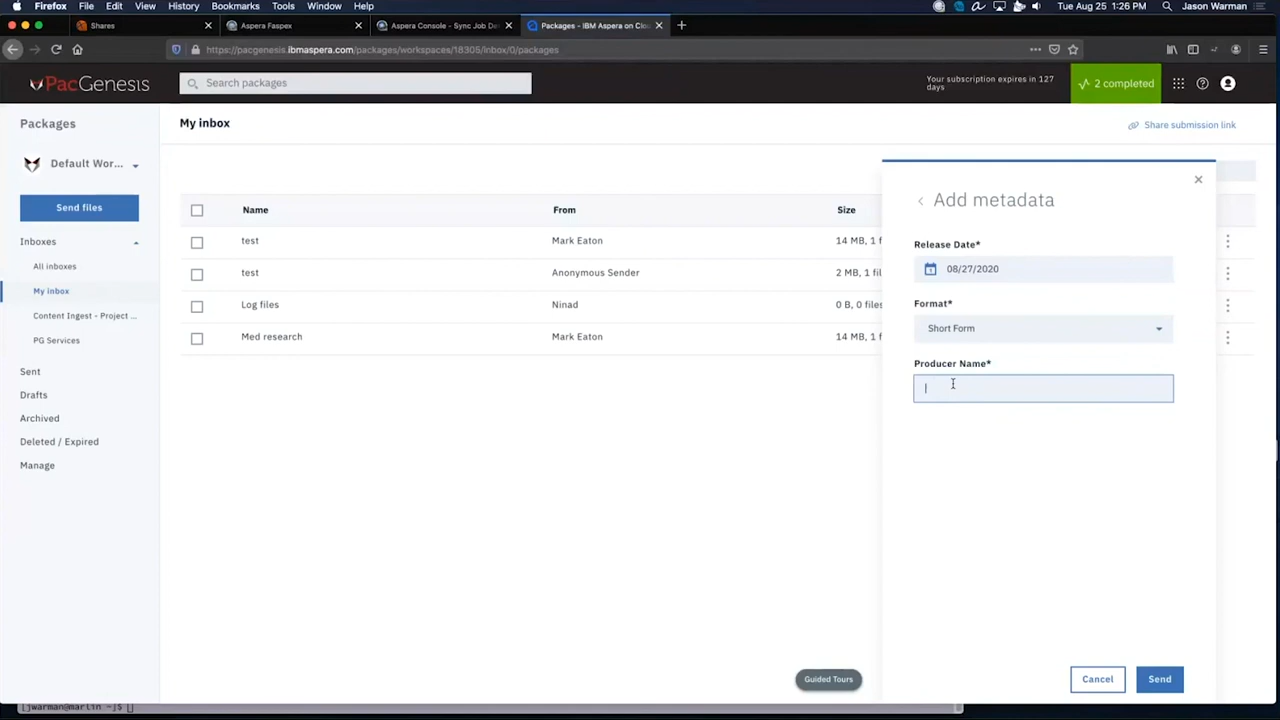 Firefox File Edit View History Bookmarks Tools Window Help Tue Aug 25 1:26 PM Jason Warman
Shares Aspera Faspex Aspera Console - Sync Job De Packages - IBM Aspera on Clo
https://pacgenesis.ibmaspera.com/packages/workspaces/18305/inbox/0/packages
PacGenesis
Search packages
Your subscription expires in 127
days
2 completed
Packages
My inbox
Share submission link
Default Wor...
Send files
Inboxes
All inboxes
My inbox
Content Ingest - Project ...
PG Services
Sent
Drafts
Archived
Deleted / Expired
Manage
Name From Size
test Mark Eaton 14 MB, 1 f
test Anonymous Sender 2 MB, 1 fil
Log files Ninad 0 B, 0 files
Med research Mark Eaton 14 MB, 1 f
Add metadata
Release Date*
08/27/2020
Format*
Short Form
Producer Name*
Guided Tours
Cancel
Send
[jwarman@marlin ~]$